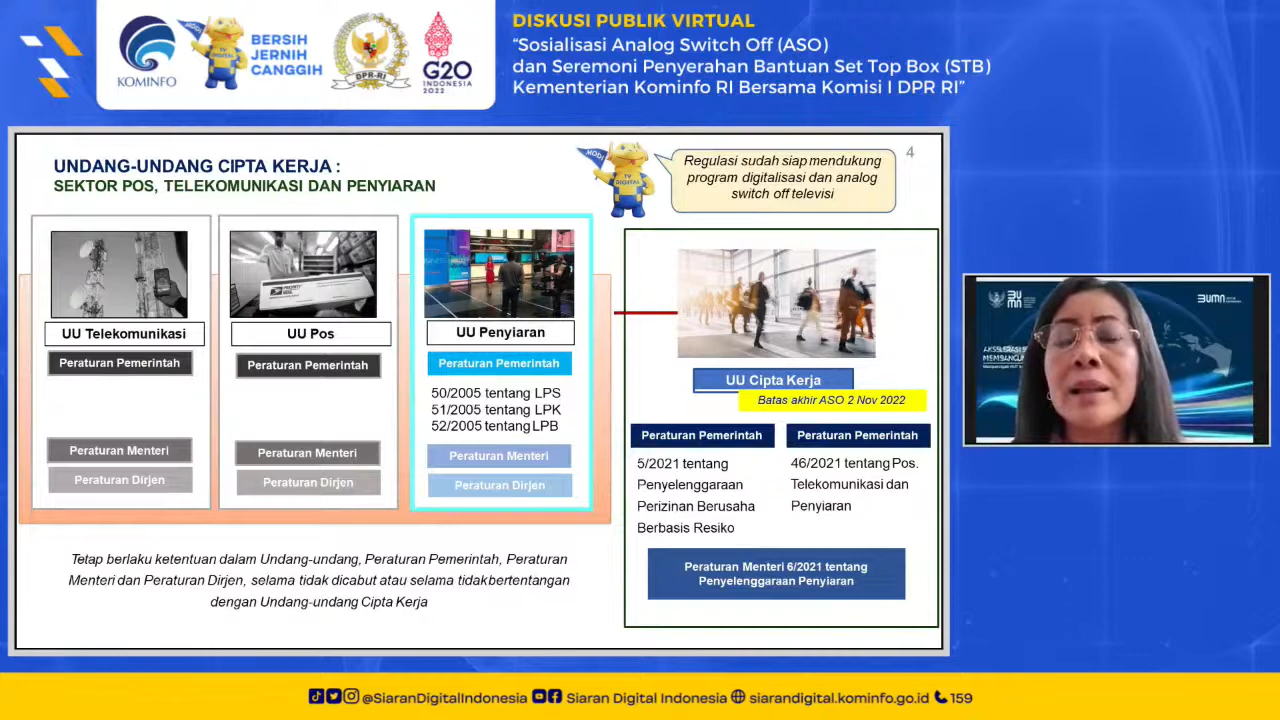 KOMINFO
TV DIGITAL
BERSIH
JERNIH
CANGGIH
DPR-RI
G20
INDONESIA
2022
DISKUSI PUBLIK VIRTUAL
“Sosialisasi Analog Switch Off (ASO)
dan Seremoni Penyerahan Bantuan Set Top Box (STB)
Kementerian Kominfo RI Bersama Komisi I DPR RI”
UNDANG-UNDANG CIPTA KERJA :
SEKTOR POS, TELEKOMUNIKASI DAN PENYIARAN
MODI
TV
DIGITAL
Regulasi sudah siap mendukung
program digitalisasi dan analog
switch off televisi
4
UU Telekomunikasi
Peraturan Pemerintah
Peraturan Menteri
Peraturan Dirjen
PRIORITY
MAIL
UU Pos
Peraturan Pemerintah
Peraturan Menteri
Peraturan Dirjen
UU Penyiaran
Peraturan Pemerintah
50/2005 tentang LPS
51/2005 tentang LPK
52/2005 tentang LPB
Peraturan Menteri
Peraturan Dirjen
UU Cipta Kerja
Batas akhir ASO 2 Nov 2022
Peraturan Pemerintah
5/2021 tentang
Penyelenggaraan
Perizinan Berusaha
Berbasis Resiko
Peraturan Pemerintah
46/2021 tentang Pos.
Telekomunikasi dan
Penyiaran
Peraturan Menteri 6/2021 tentang
Penyelenggaraan Penyiaran
Tetap berlaku ketentuan dalam Undang-undang, Peraturan Pemerintah, Peraturan
Menteri dan Peraturan Dirjen, selama tidak dicabut atau selama tidakbertentangan
dengan Undang-undang Cipta Kerja
BUMN
@SiaranDigitalIndonesia Siaran Digital Indonesia siarandigital.kominfo.go.id 159